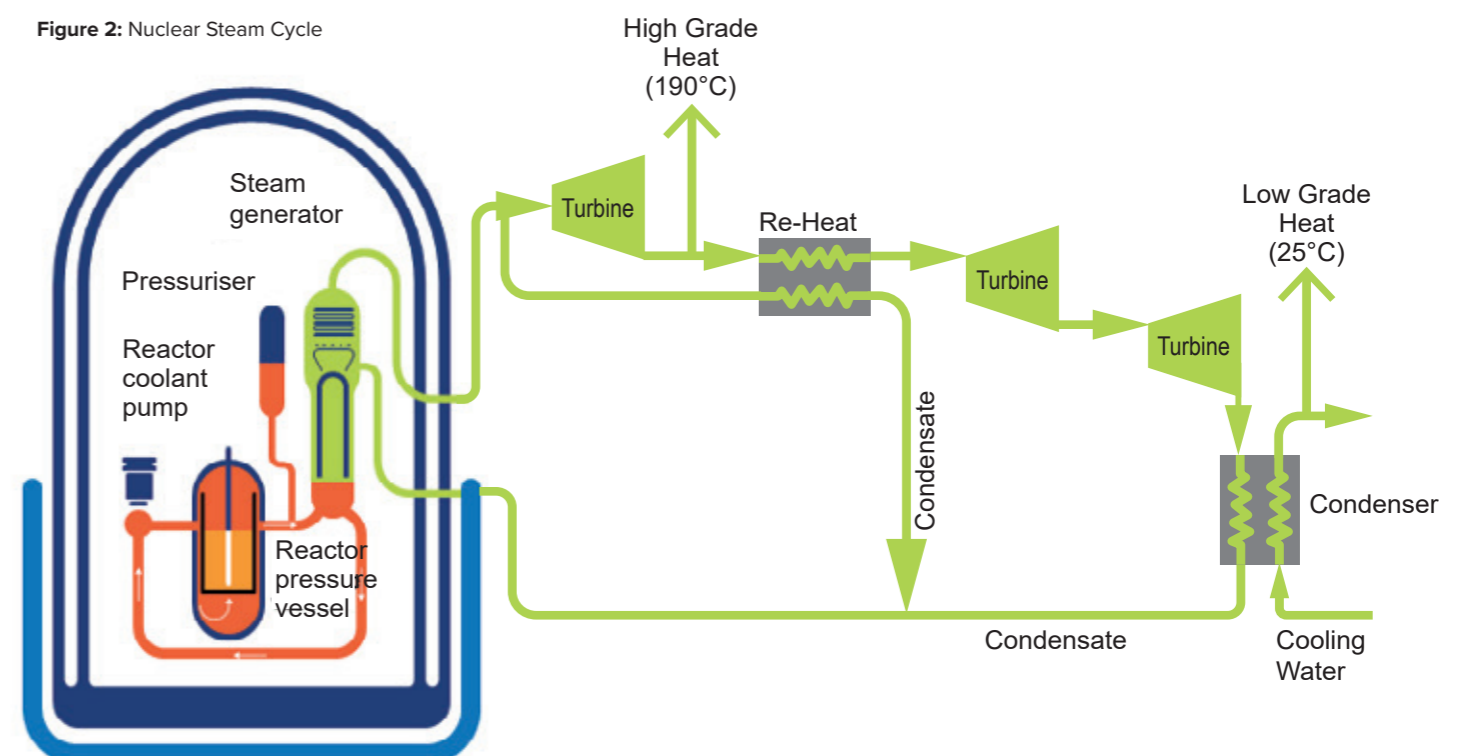 Figure 2: Nuclear Steam Cycle
High Grade
Heat
(190°C)
Steam
generator
Turbine
Re-Heat
Low Grade
Heat
(25°C)
Pressuriser
Turbine
Reactor
coolant
pump
Turbine
Condensate
Condenser
Reactor
pressure
vessel
Condensate
Cooling
Water